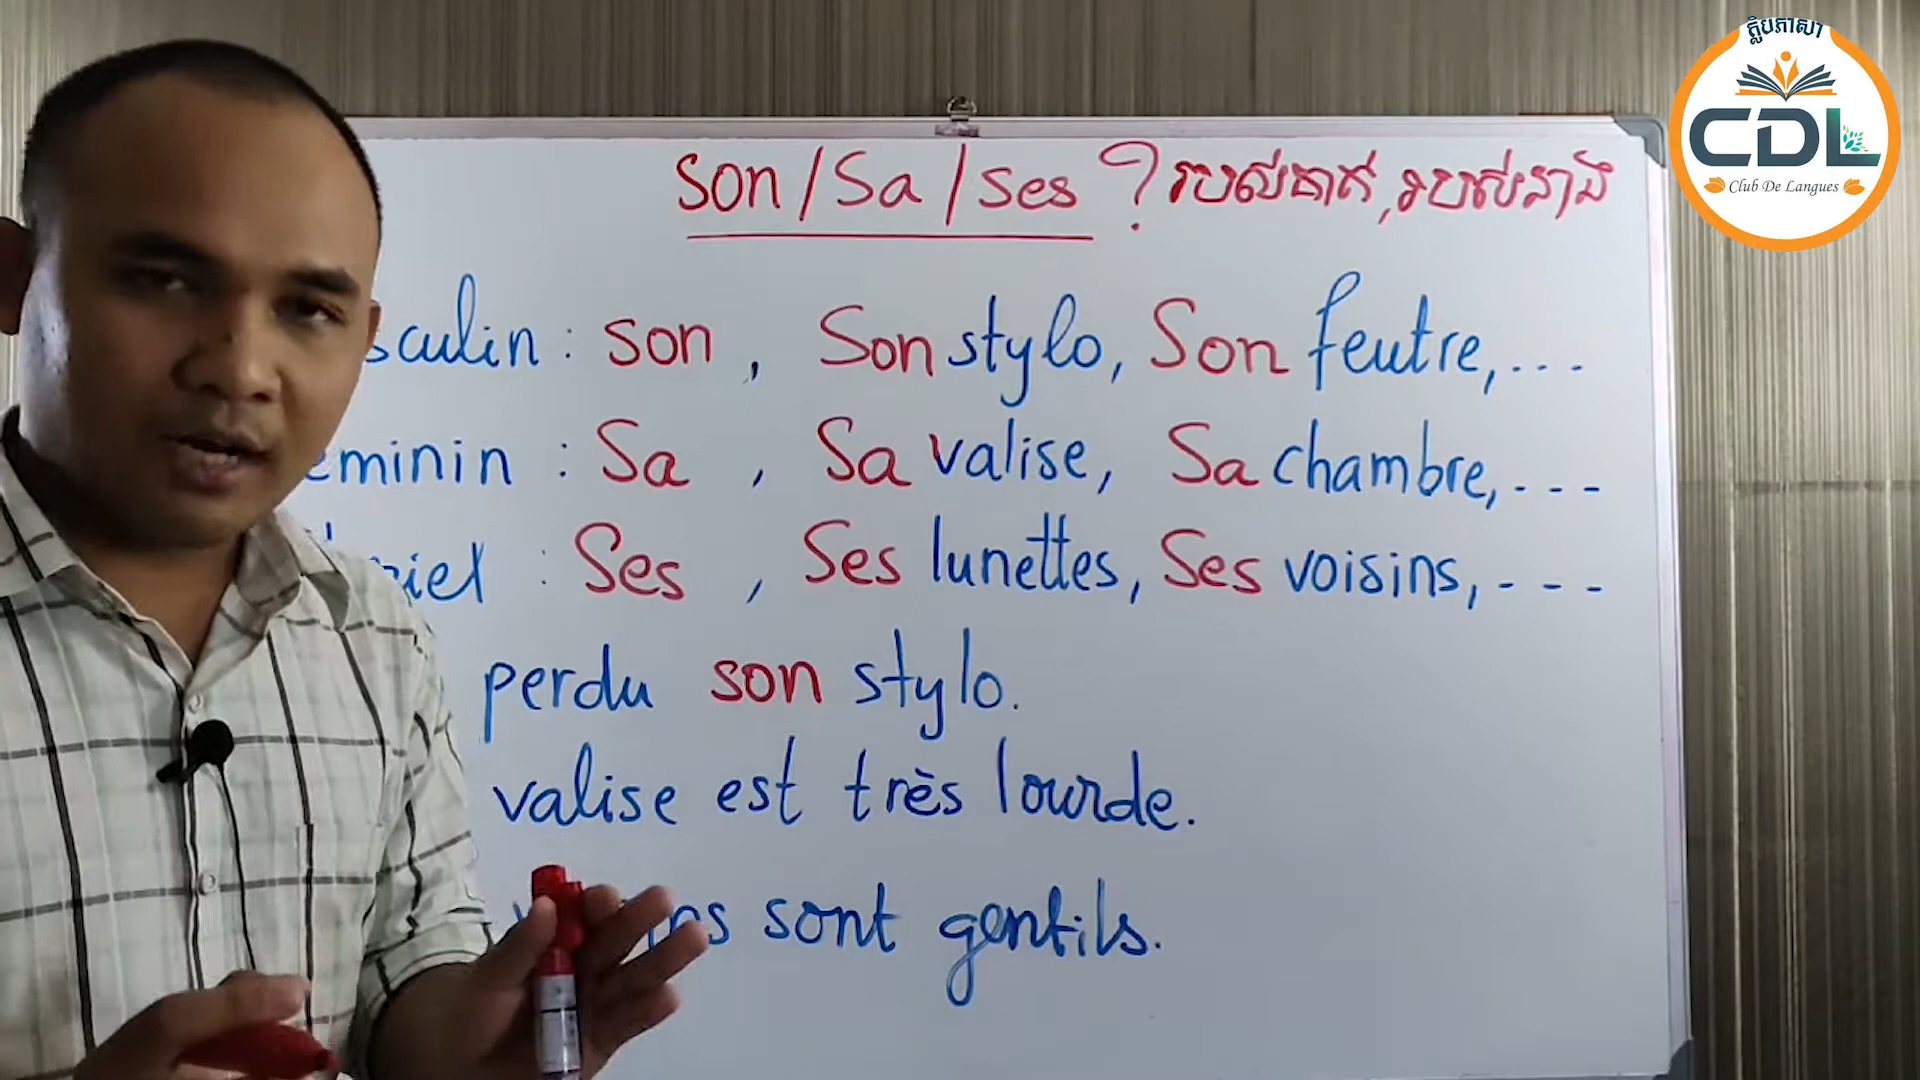 son / Sa / ses ? របស់គាត់, របស់នាង
sculin : son , Son stylo, Son feutre, ...
éminin : Sa , Sa valise, Sa chambre, ---
riel : Ses , Ses lunettes, Ses voisins, ---
perdu son stylo.
valise est très lourde.
sont gentils.
ក្លឹបភាសា
CDL
Club De Langues